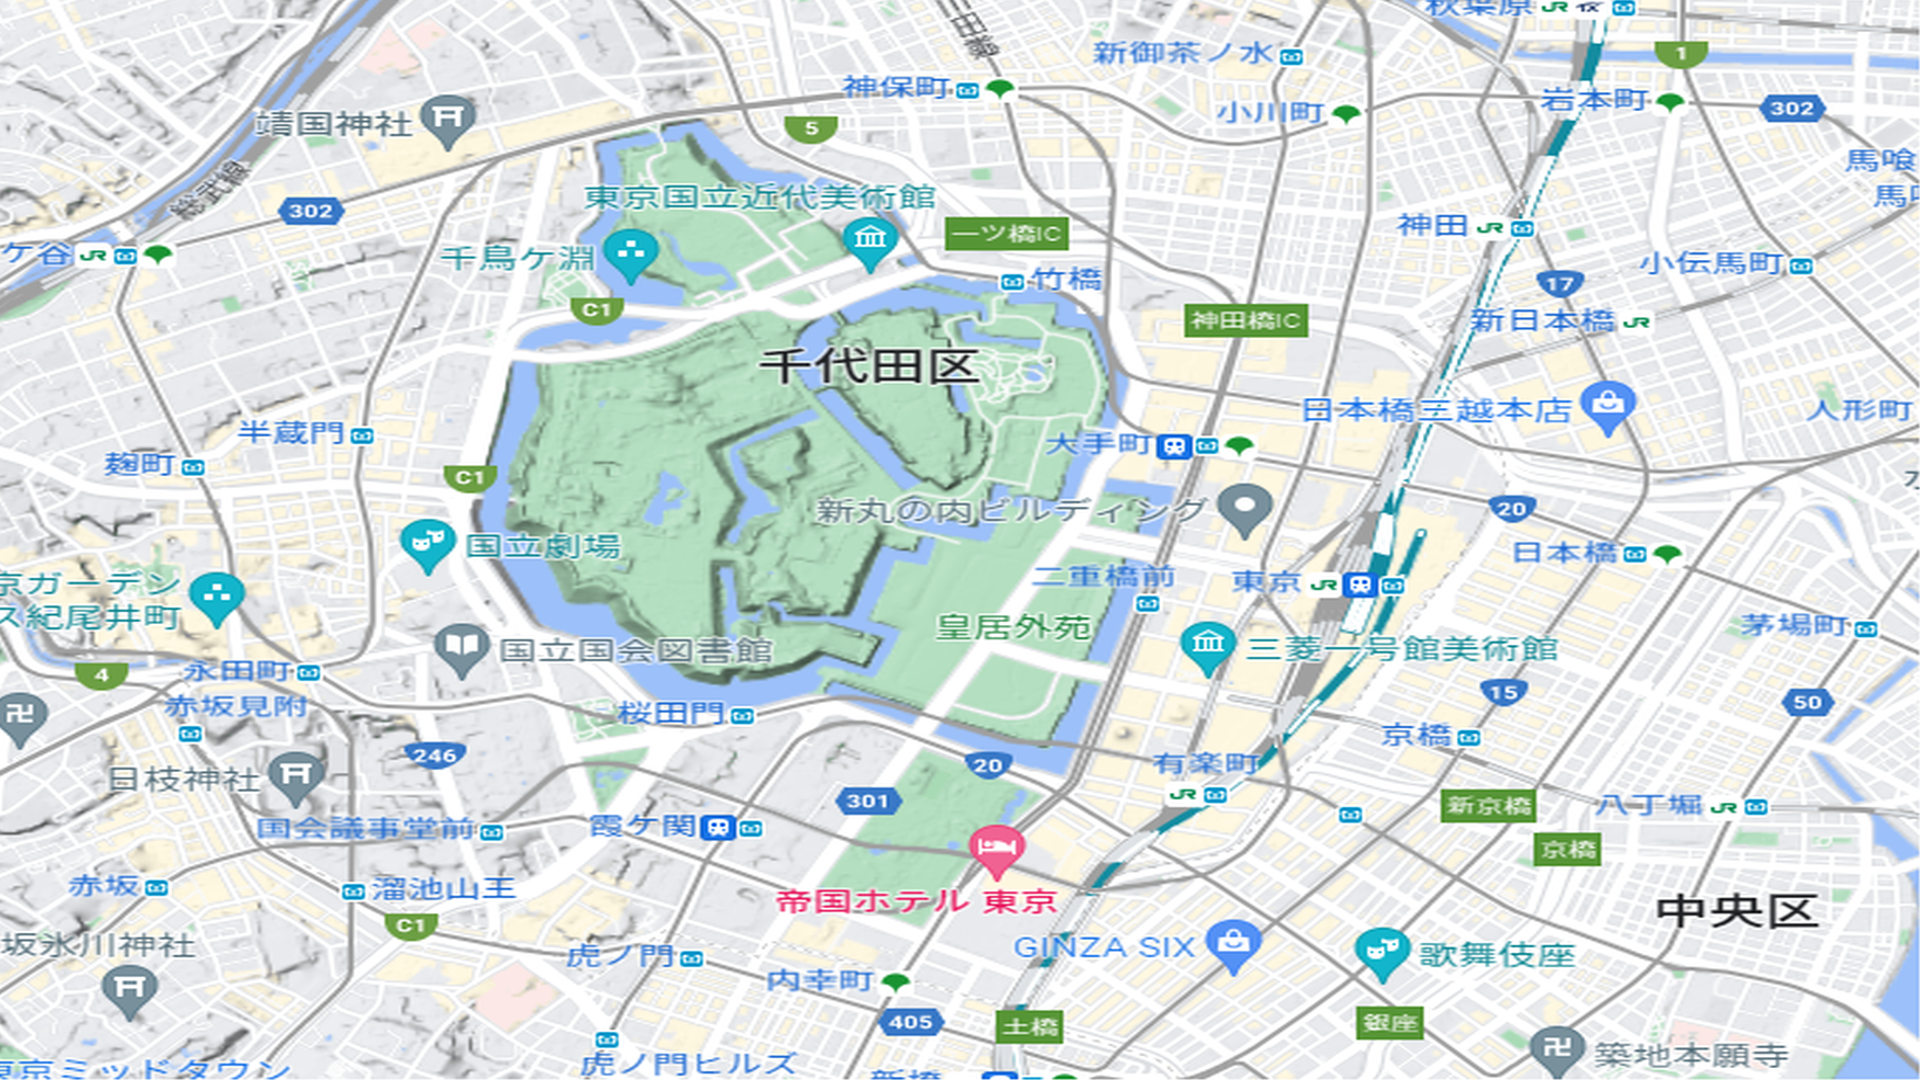 三田線
秋葉原
新御茶ノ水
1
神保町
小川町
岩本町
302
靖国神社
5
総武線
馬喰
302
東京国立近代美術館
神田
一ツ橋IC
ケ谷
千鳥ケ淵
竹橋
小伝馬町
17
C1
神田橋IC
新日本橋
千代田区
日本橋三越本店
人形町
半蔵門
大手町
麹町
C1
新丸の内ビルディング
20
国立劇場
日本橋
二重橋前
東京
京ガーデン
ス紀尾井町
皇居外苑
茅場町
国立国会図書館
三菱一号館美術館
4
永田町
15
赤坂見附
桜田門
50
京橋
246
20
有楽町
日枝神社
301
新京橋
八丁堀
国会議事堂前
霞ケ関
京橋
赤坂
溜池山王
帝国ホテル 東京
中央区
C1
坂氷川神社
GINZA SIX
歌舞伎座
虎ノ門
内幸町
405
土橋
銀座
築地本願寺
虎ノ門ヒルズ
東京ミッドタウン
新橋